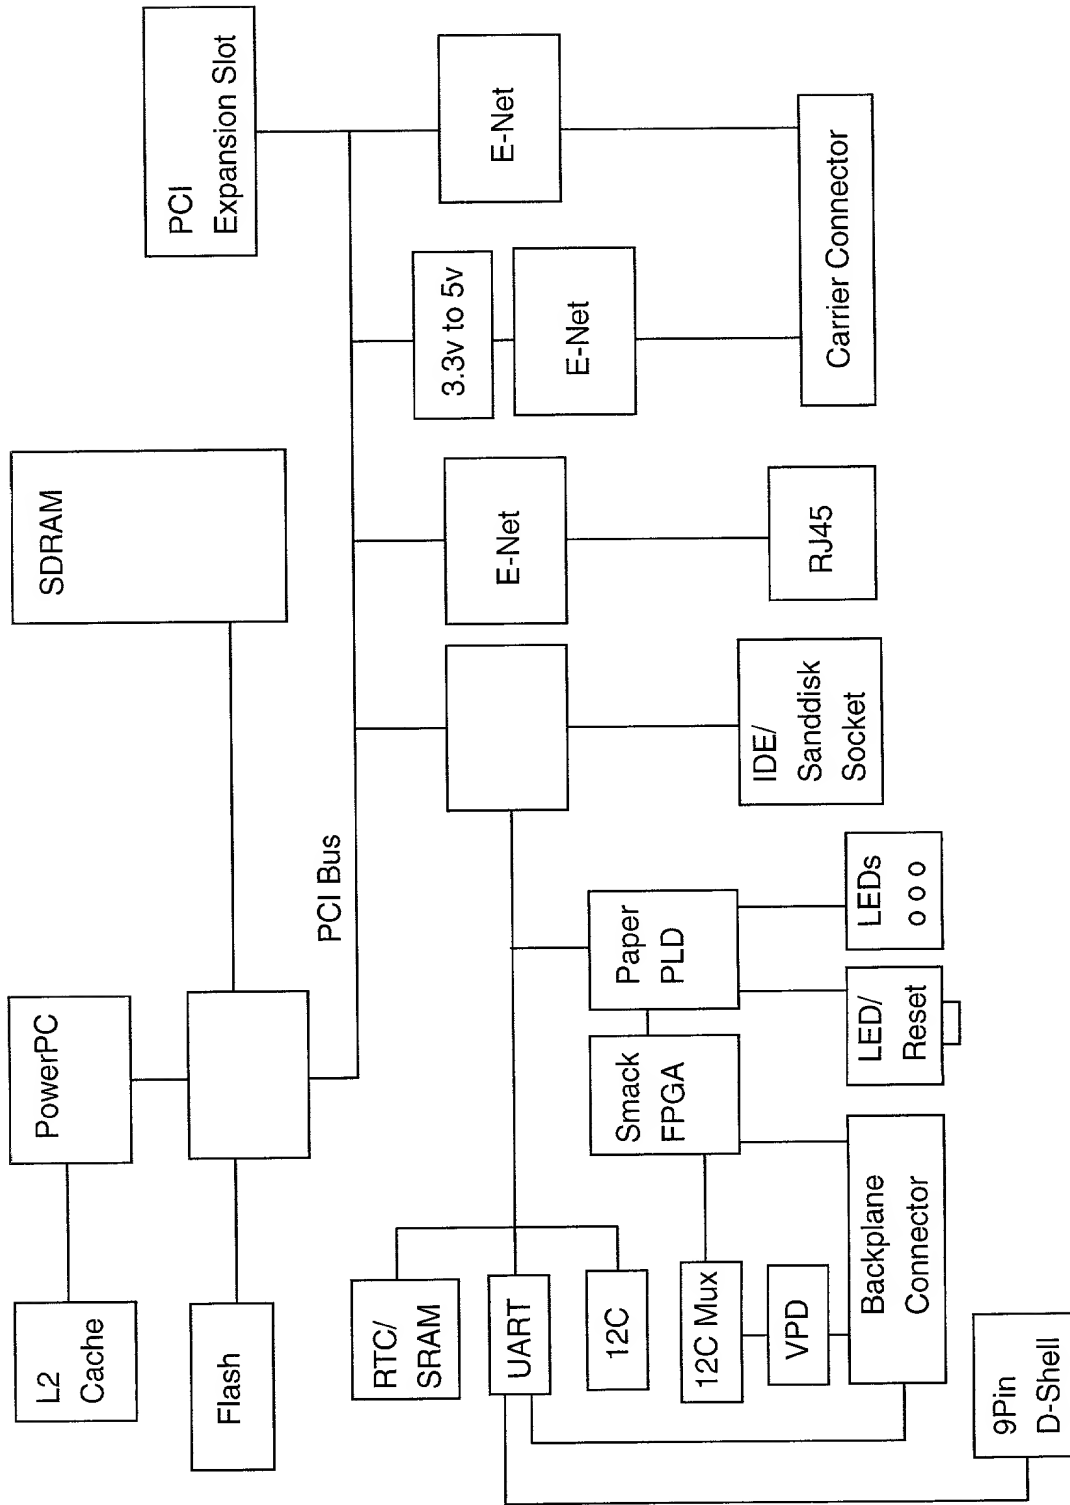 L2
Cache
PowerPC
SDRAM
PCI
Expansion Slot
Flash
PCI Bus
RTC/
SRAM
UART
12C
E-Net
3.3v to 5v
E-Net
E-Net
12C Mux
VPD
Smack
FPGA
Paper
PLD
IDE/
Sanddisk
Socket
RJ45
Carrier Connector
Backplane
Connector
LED/
Reset
LEDs
o o o
9Pin
D-Shell